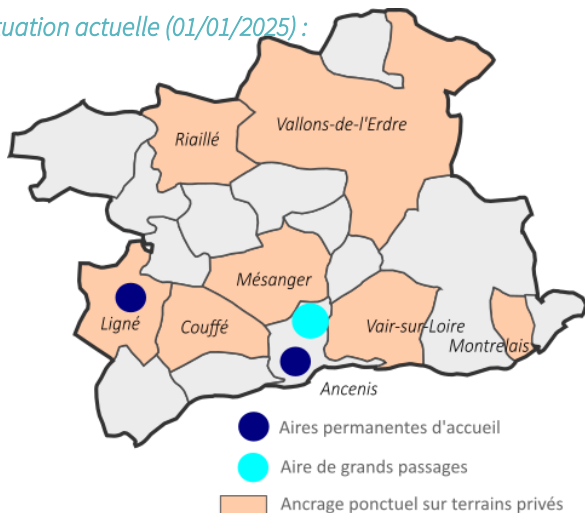 tuation actuelle (01/01/2025) :
Vallons-de-l'Erdre
Riaillé
Mésanger
Ligné
Couffé
Vair-sur-Loire
Montrelais
Ancenis
Aires permanentes d'accueil
Aire de grands passages
Ancrage ponctuel sur terrains privés